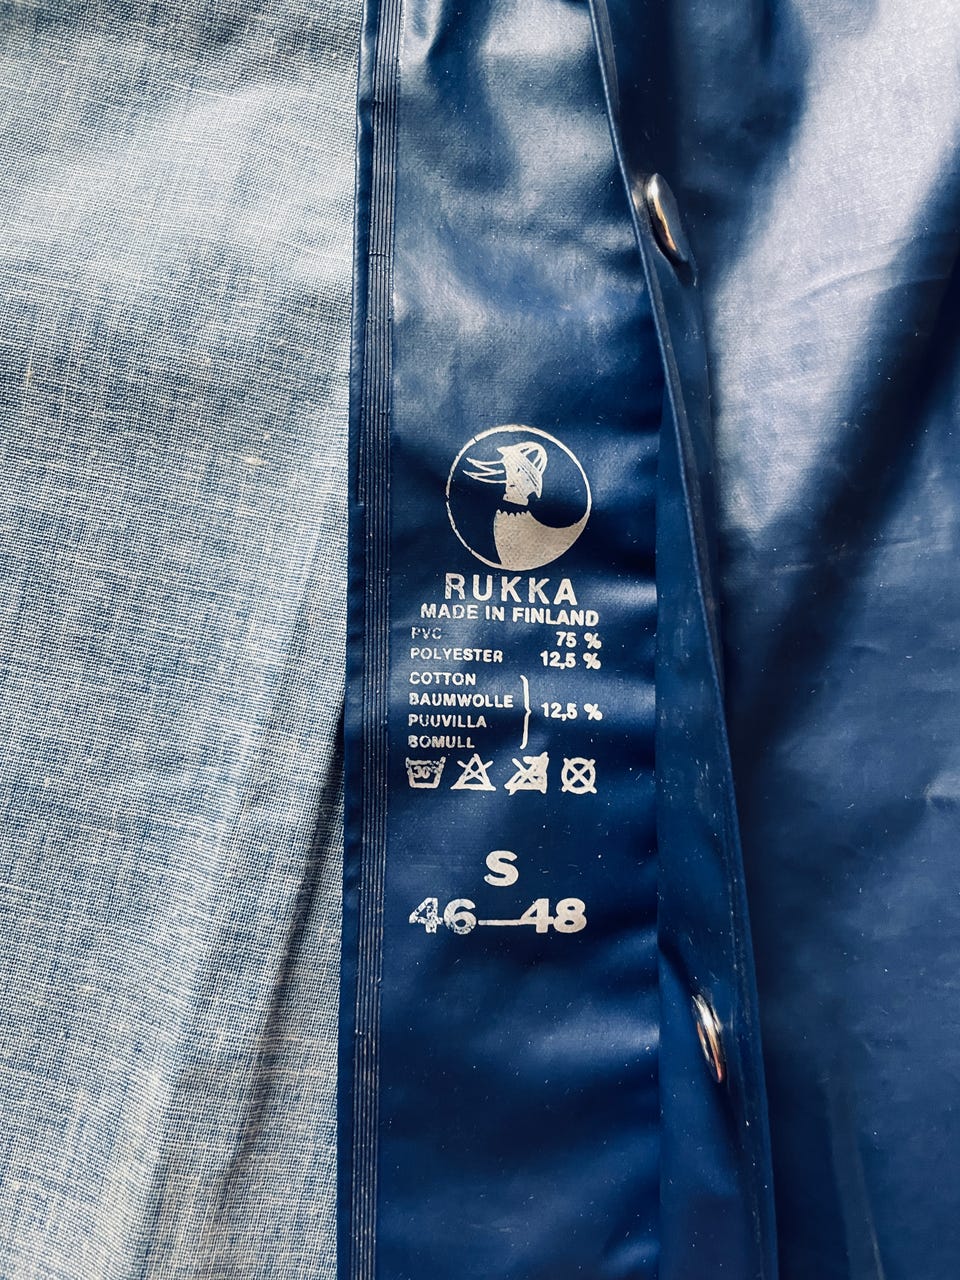 RUKKA
MADE IN FINLAND
PVC 75 %
POLYESTER 12,5 %
COTTON
BAUMWOLLE
PUUVILLA
BOMULL
12,5 %
30°
S
46—48